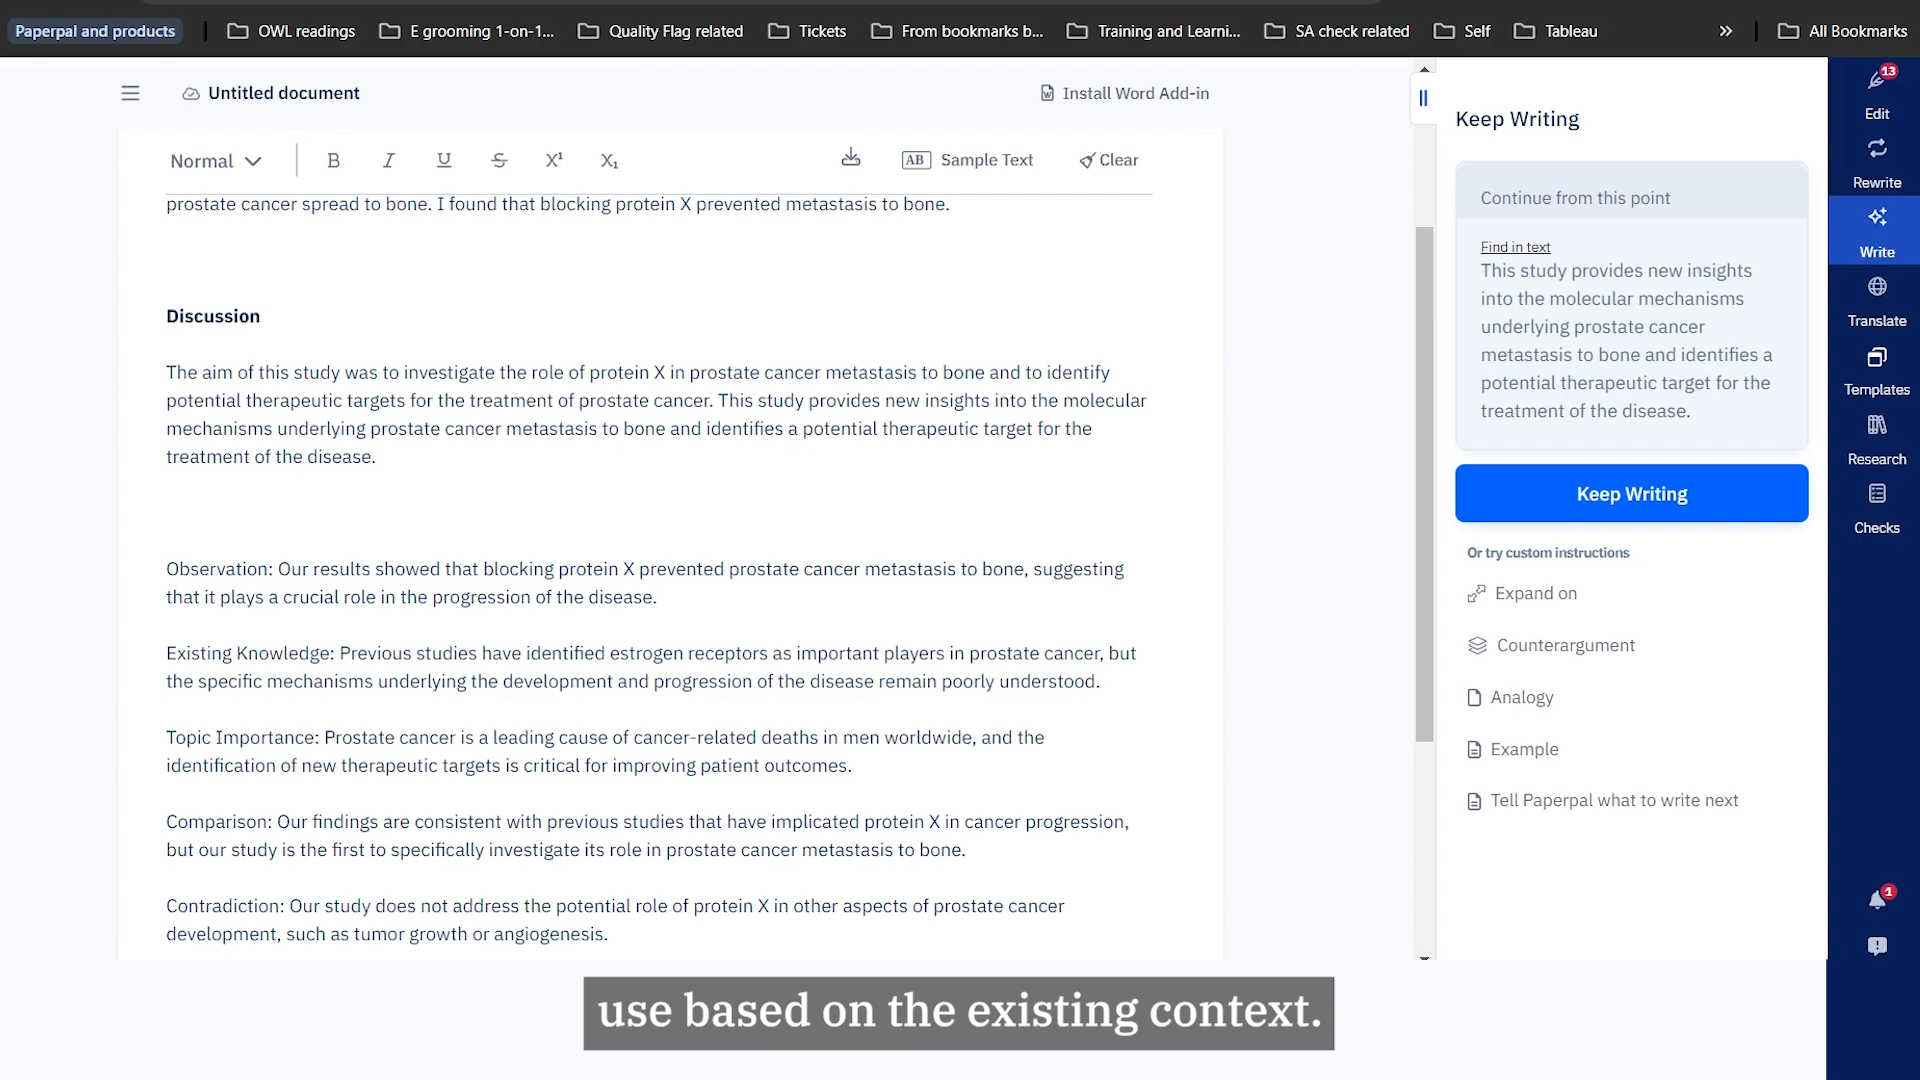 Paperpal and products
OWL readings
E grooming 1-on-1...
Quality Flag related
Tickets
From bookmarks b...
Training and Learni...
SA check related
Self
Tableau
All Bookmarks
Untitled document
Install Word Add-in
Normal
B
I
U
S
X¹
X₁
AB
Sample Text
Clear
prostate cancer spread to bone. I found that blocking protein X prevented metastasis to bone.
Discussion
The aim of this study was to investigate the role of protein X in prostate cancer metastasis to bone and to identify
potential therapeutic targets for the treatment of prostate cancer. This study provides new insights into the molecular
mechanisms underlying prostate cancer metastasis to bone and identifies a potential therapeutic target for the
treatment of the disease.
Observation: Our results showed that blocking protein X prevented prostate cancer metastasis to bone, suggesting
that it plays a crucial role in the progression of the disease.
Existing Knowledge: Previous studies have identified estrogen receptors as important players in prostate cancer, but
the specific mechanisms underlying the development and progression of the disease remain poorly understood.
Topic Importance: Prostate cancer is a leading cause of cancer-related deaths in men worldwide, and the
identification of new therapeutic targets is critical for improving patient outcomes.
Comparison: Our findings are consistent with previous studies that have implicated protein X in cancer progression,
but our study is the first to specifically investigate its role in prostate cancer metastasis to bone.
Contradiction: Our study does not address the potential role of protein X in other aspects of prostate cancer
development, such as tumor growth or angiogenesis.
Keep Writing
Continue from this point
Find in text
This study provides new insights
into the molecular mechanisms
underlying prostate cancer
metastasis to bone and identifies a
potential therapeutic target for the
treatment of the disease.
Keep Writing
Or try custom instructions
Expand on
Counterargument
Analogy
Example
Tell Paperpal what to write next
13
Edit
Rewrite
Write
Translate
Templates
Research
Checks
1
use based on the existing context.